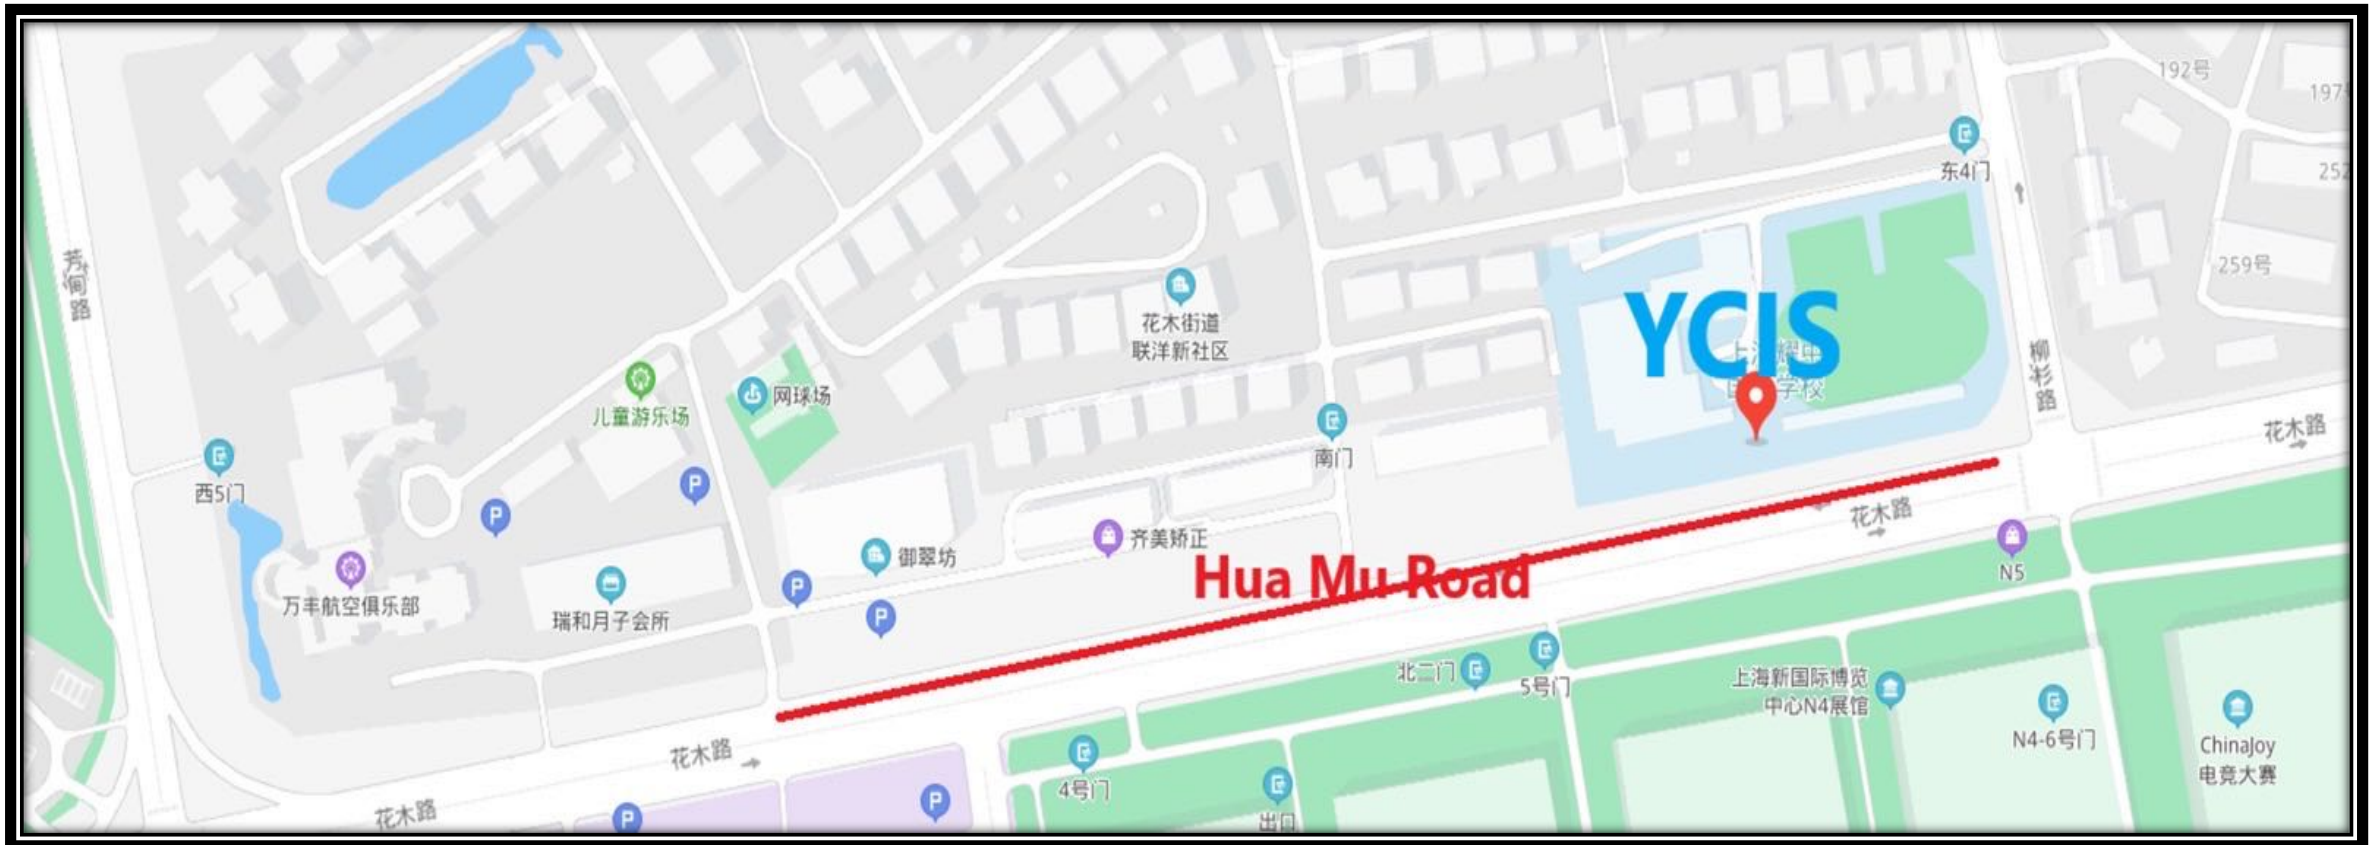 192号
197
东4门
252
芳甸路
259号
YCIS
花木街道
联洋新社区
柳杉路
网球场
儿童游乐场
花木路
南门
西5门
P
P
花木路
齐美矫正
御翠坊
Hua Mu Road
N5
P
万丰航空俱乐部
瑞和月子会所
P
北二门
5号门
上海新国际博览
中心N4展馆
N4-6号门
ChinaJoy
电竞大赛
花木路
4号门
P
花木路
P
出口